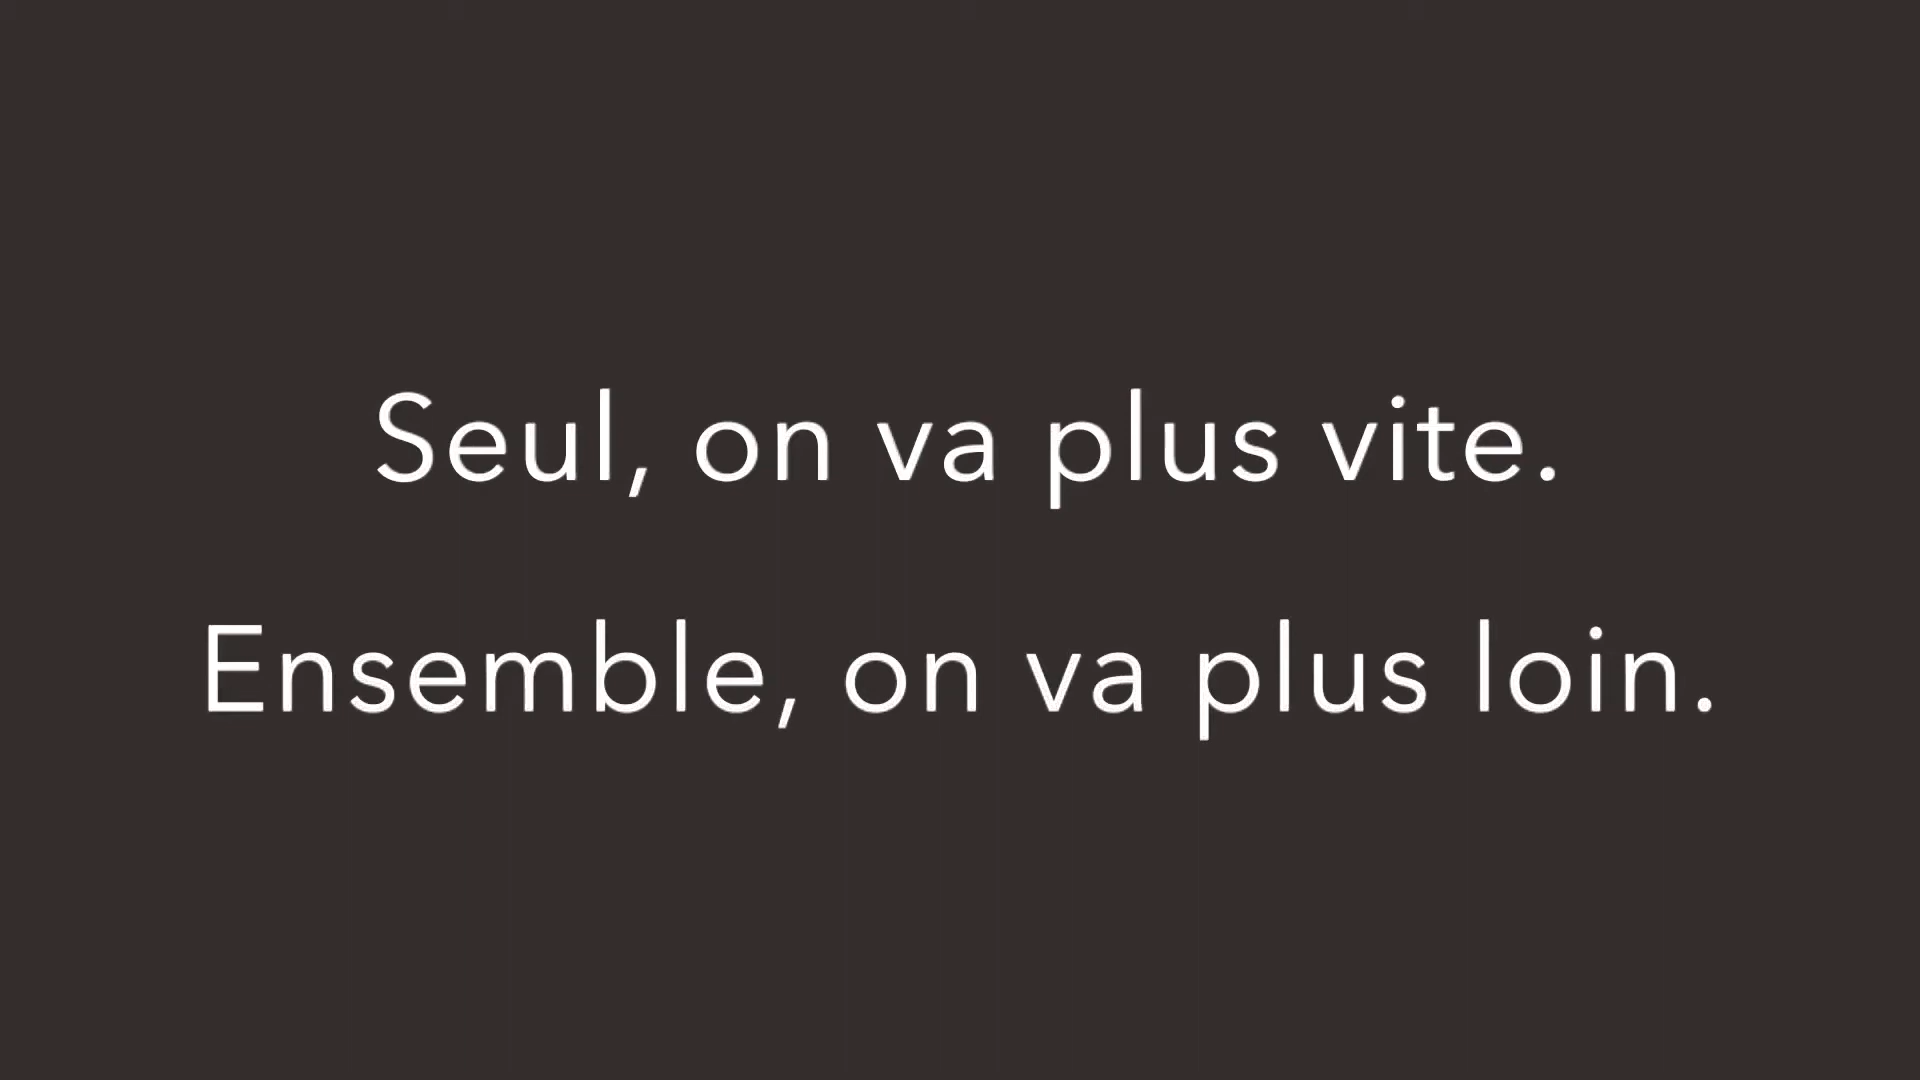 Seul, on va plus vite.
Ensemble, on va plus loin.